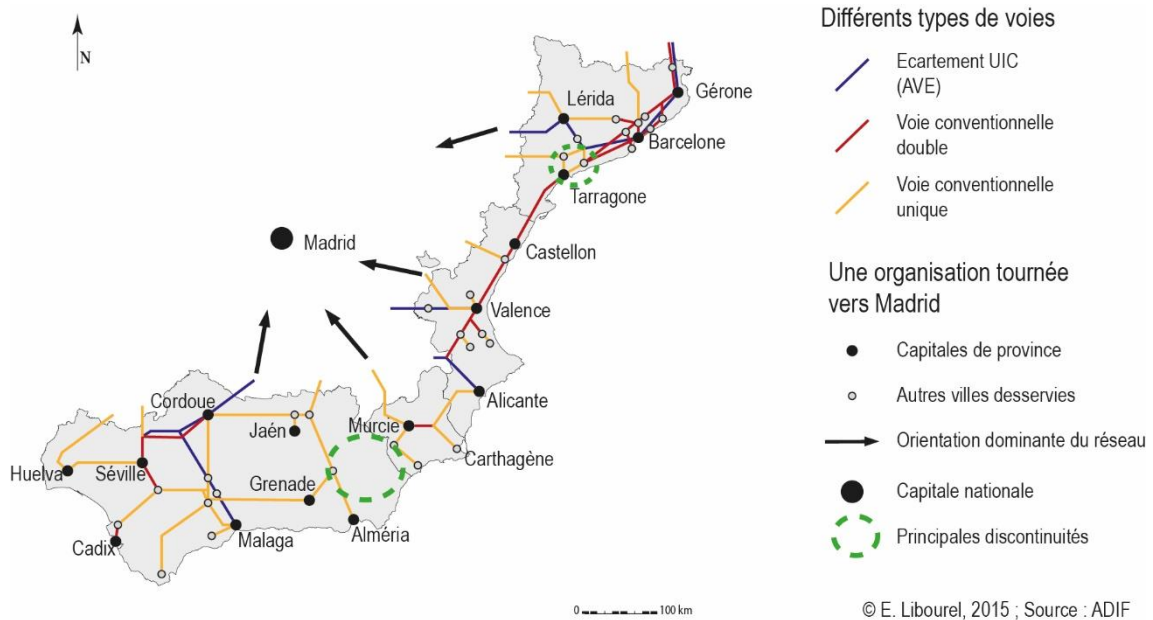 N
Gérone
Lérida
Barcelone
Tarragone
Madrid
Castellon
Valence
Cordoue
Alicante
Jaén
Murcie
Huelva
Séville
Carthagène
Grenade
Cadix
Malaga
Alméria
0 100 km
Différents types de voies
Ecartement UIC
(AVE)
Voie conventionnelle
double
Voie conventionnelle
unique
Une organisation tournée
vers Madrid
Capitales de province
Autres villes desservies
Orientation dominante du réseau
Capitale nationale
Principales discontinuités
© E. Libourel, 2015 ; Source : ADIF